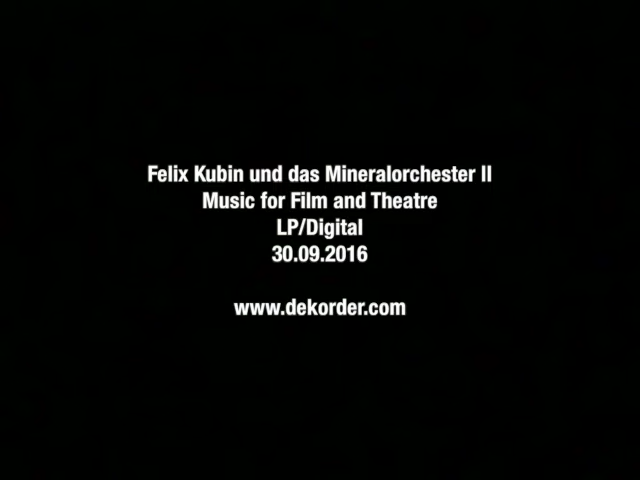 Felix Kubin und das Mineralorchester II
Music for Film and Theatre
LP/Digital
30.09.2016
www.dekorder.com